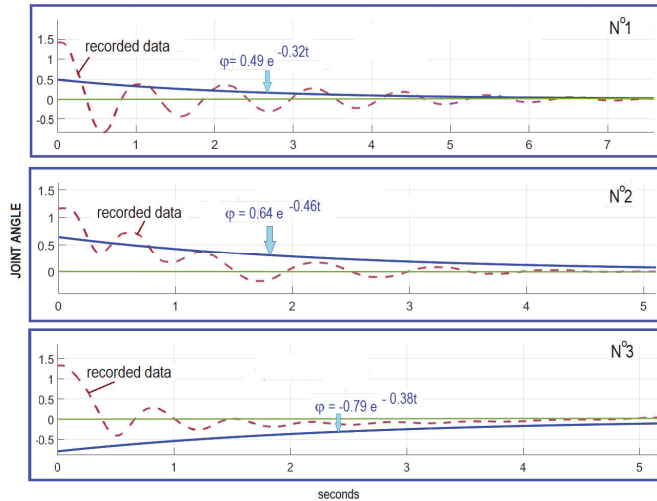 JOINT ANGLE
N°1
recorded data
φ= 0.49 e -0.32t
1.5
1
0.5
0
-0.5
0 1 2 3 4 5 6 7
N°2
recorded data
φ = 0.64 e -0.46t
1.5
1
0.5
0
0 1 2 3 4 5
N°3
recorded data
φ = -0.79 e - 0.38t
1.5
1
0.5
0
-0.5
0 1 2 3 4 5
seconds